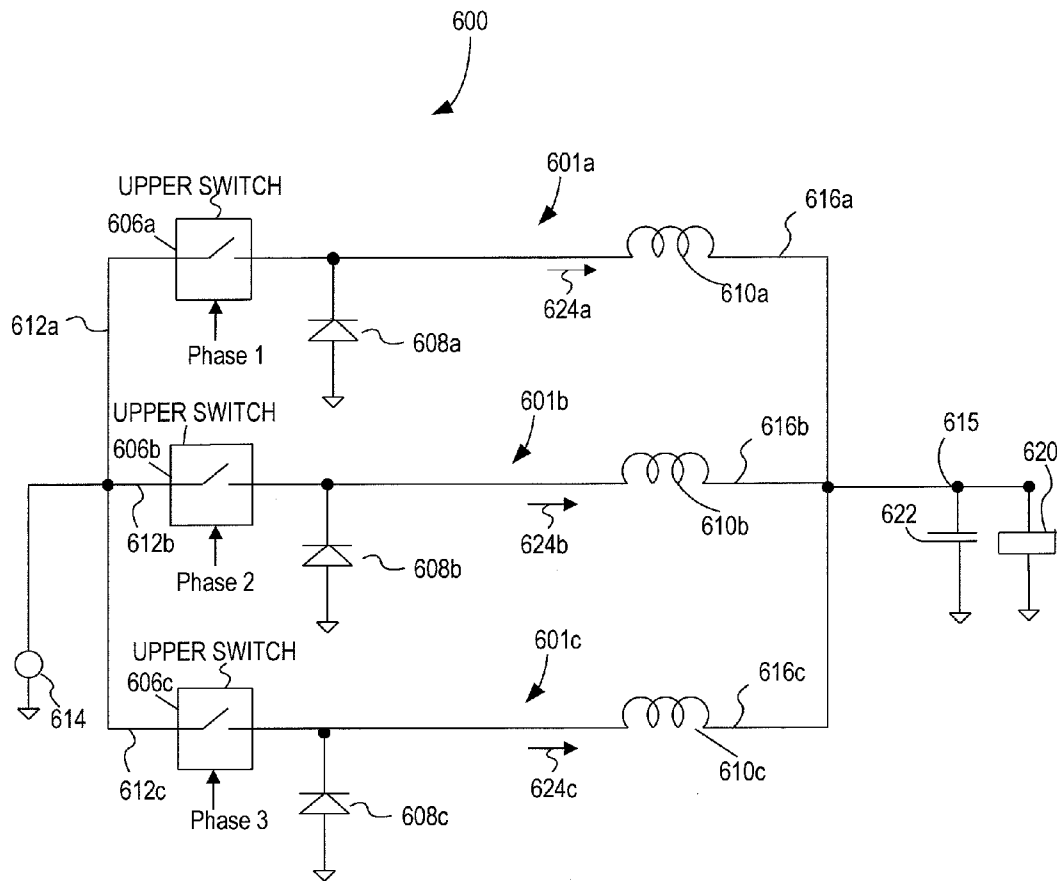 600
601a
UPPER SWITCH
616a
606a
612a
624a
610a
Phase 1
608a
601b
UPPER SWITCH
616b
615
620
606b
622
612b
624b
610b
Phase 2
608b
UPPER SWITCH
601c
606c
616c
614
612c
624c
610c
Phase 3
608c